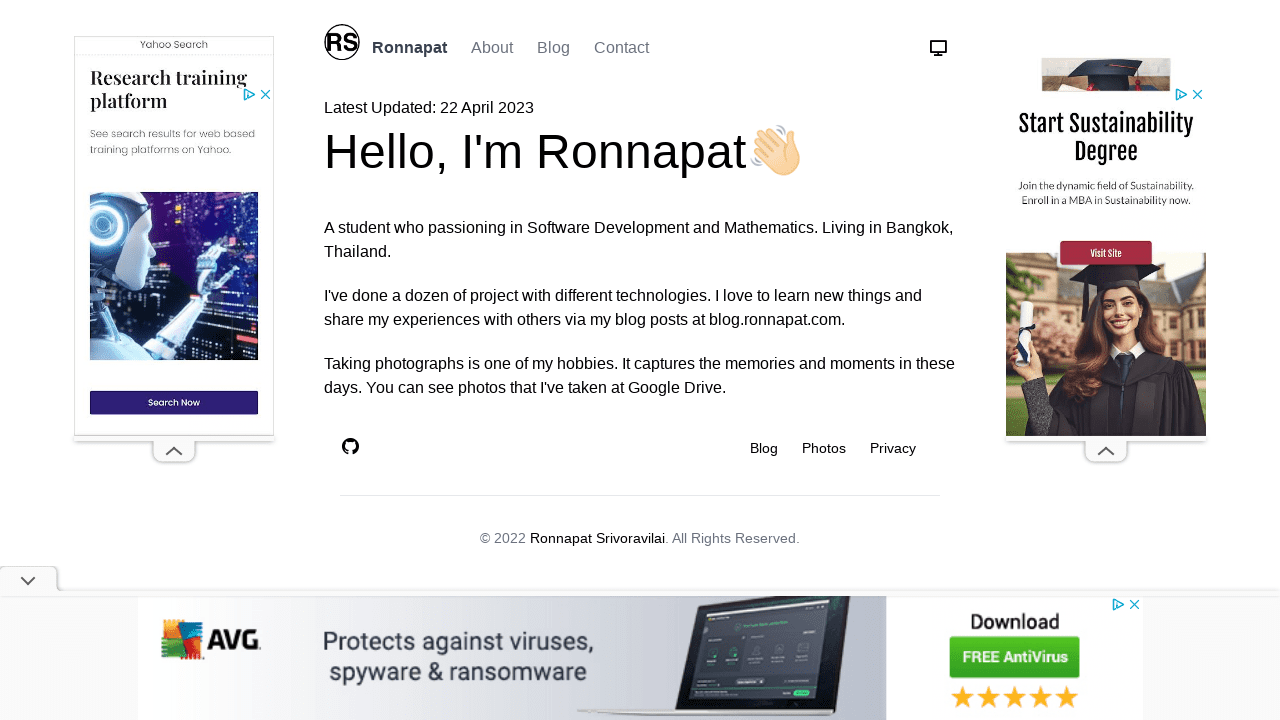 RS
Ronnapat About Blog Contact
Latest Updated: 22 April 2023
Hello, I'm Ronnapat
A student who passioning in Software Development and Mathematics. Living in Bangkok,
Thailand.
I've done a dozen of project with different technologies. I love to learn new things and
share my experiences with others via my blog posts at blog.ronnapat.com.
Taking photographs is one of my hobbies. It captures the memories and moments in these
days. You can see photos that I've taken at Google Drive.
Blog Photos Privacy
© 2022 Ronnapat Srivoravilai. All Rights Reserved.
Yahoo Search
Research training
platform
See search results for web based
training platforms on Yahoo.
Search Now
Start Sustainability
Degree
Join the dynamic field of Sustainability.
Enroll in a MBA in Sustainability now.
Visit Site
AVG
Protects against viruses,
spyware & ransomware
Download
FREE AntiVirus